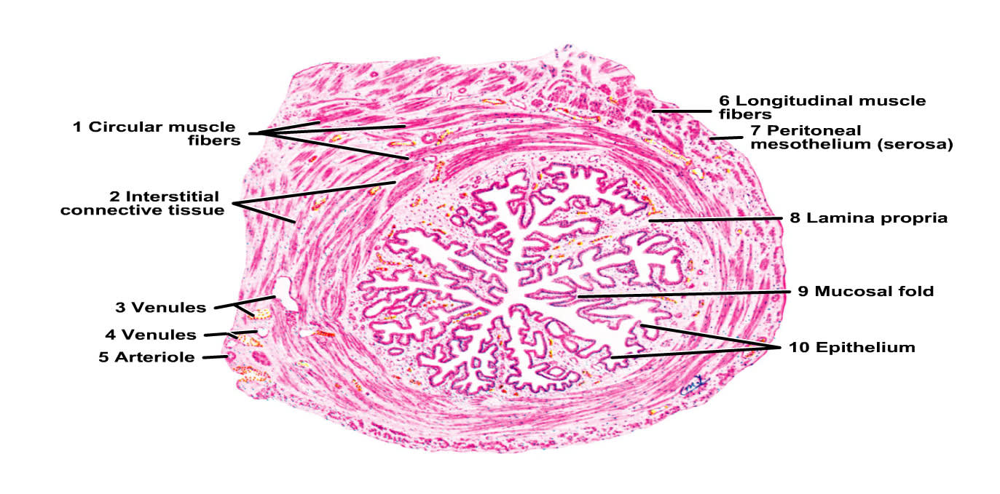 1 Circular muscle
fibers
2 Interstitial
connective tissue
3 Venules
4 Venules
5 Arteriole
6 Longitudinal muscle
fibers
7 Peritoneal
mesothelium (serosa)
8 Lamina propria
9 Mucosal fold
10 Epithelium